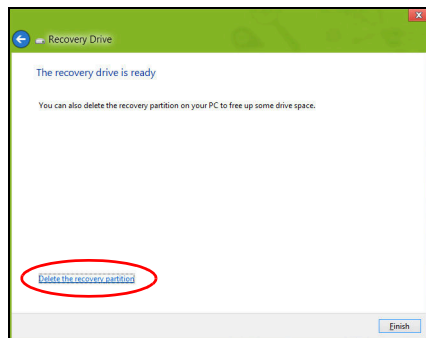 Recovery Drive
The recovery drive is ready
You can also delete the recovery partition on your PC to free up some drive space.
Delete the recovery partition
Finish